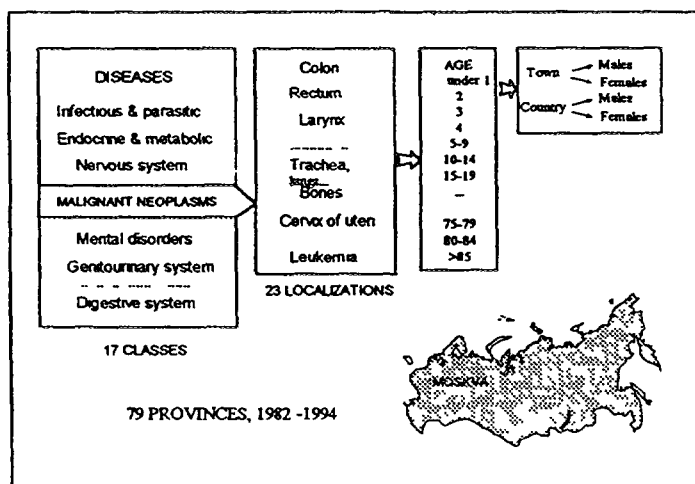 DISEASES
Infectious & parasitic
Endocrine & metabolic
Nervous system
MALIGNANT NEOPLASMS
Mental disorders
Genitourinary system
Digestive system
17 CLASSES
Colon
Rectum
Larynx
Trachea,
Bones
Cervix of uteri
Leukemia
23 LOCALIZATIONS
AGE
under 1
2
3
4
5-9
10-14
15-19
...
75-79
80-84
>85
Town
Males
Females
Country
Males
Females
MOSKVA
79 PROVINCES, 1982 -1994